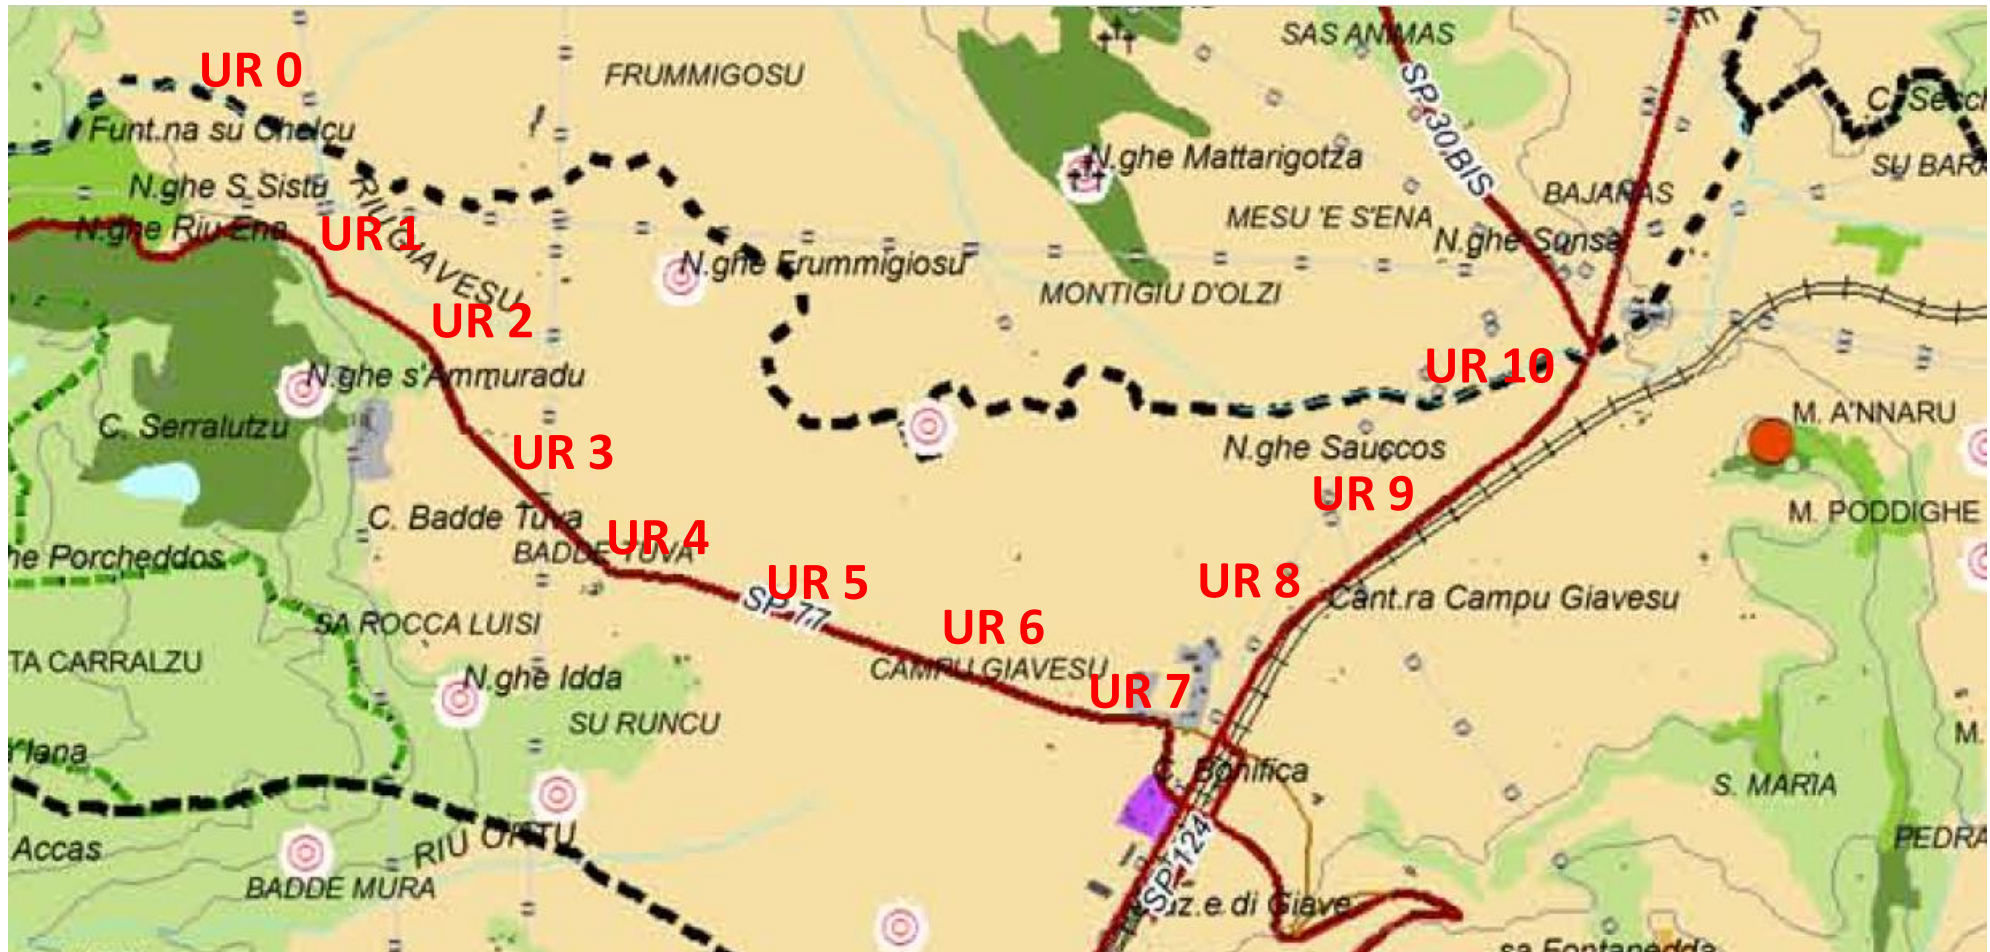 SAS ANIMAS
UR 0
FRUMMIGOSU
SP.30.BIS
Funt.na su Chelcu
N.ghe Mattarigotza
SU BARA
N.ghe S Sistu
BAJARAS
RIU GIAVESU
MESU 'E S'ENA
N.ghe Riu Ena
UR 1
N.ghe Sunsa
N.ghe Frummigiosu
MONTIGIU D'OLZI
UR 2
UR 10
N.ghe s'Ammuradu
M. A'NNARU
C. Serralutzu
UR 3
N.ghe Sauccos
UR 9
M. PODDIGHE
C. Badde Tuva
UR 4
BADDE TUVA
he Porcheddos
UR 5
UR 8
SP.77
Cant.ra Campu Giavesu
SA ROCCA LUISI
UR 6
TA CARRALZU
CAMPU GIAVESU
N.ghe Idda
UR 7
SU RUNCU
M.
C. Bonifica
S. MARIA
RIU ORTU
Accas
PEDRA
SP.124
BADDE MURA
az.e di Giave
sa Fontanedda